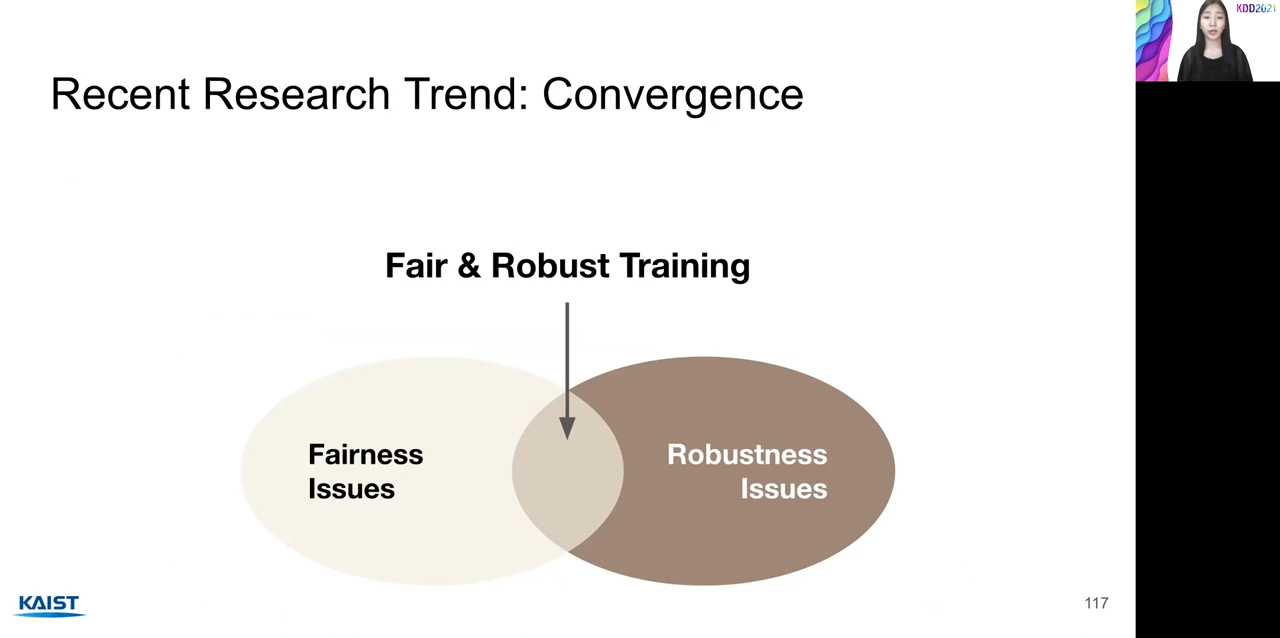 KDD2021
Recent Research Trend: Convergence
Fair & Robust Training
Fairness
Issues
Robustness
Issues
KAIST
117